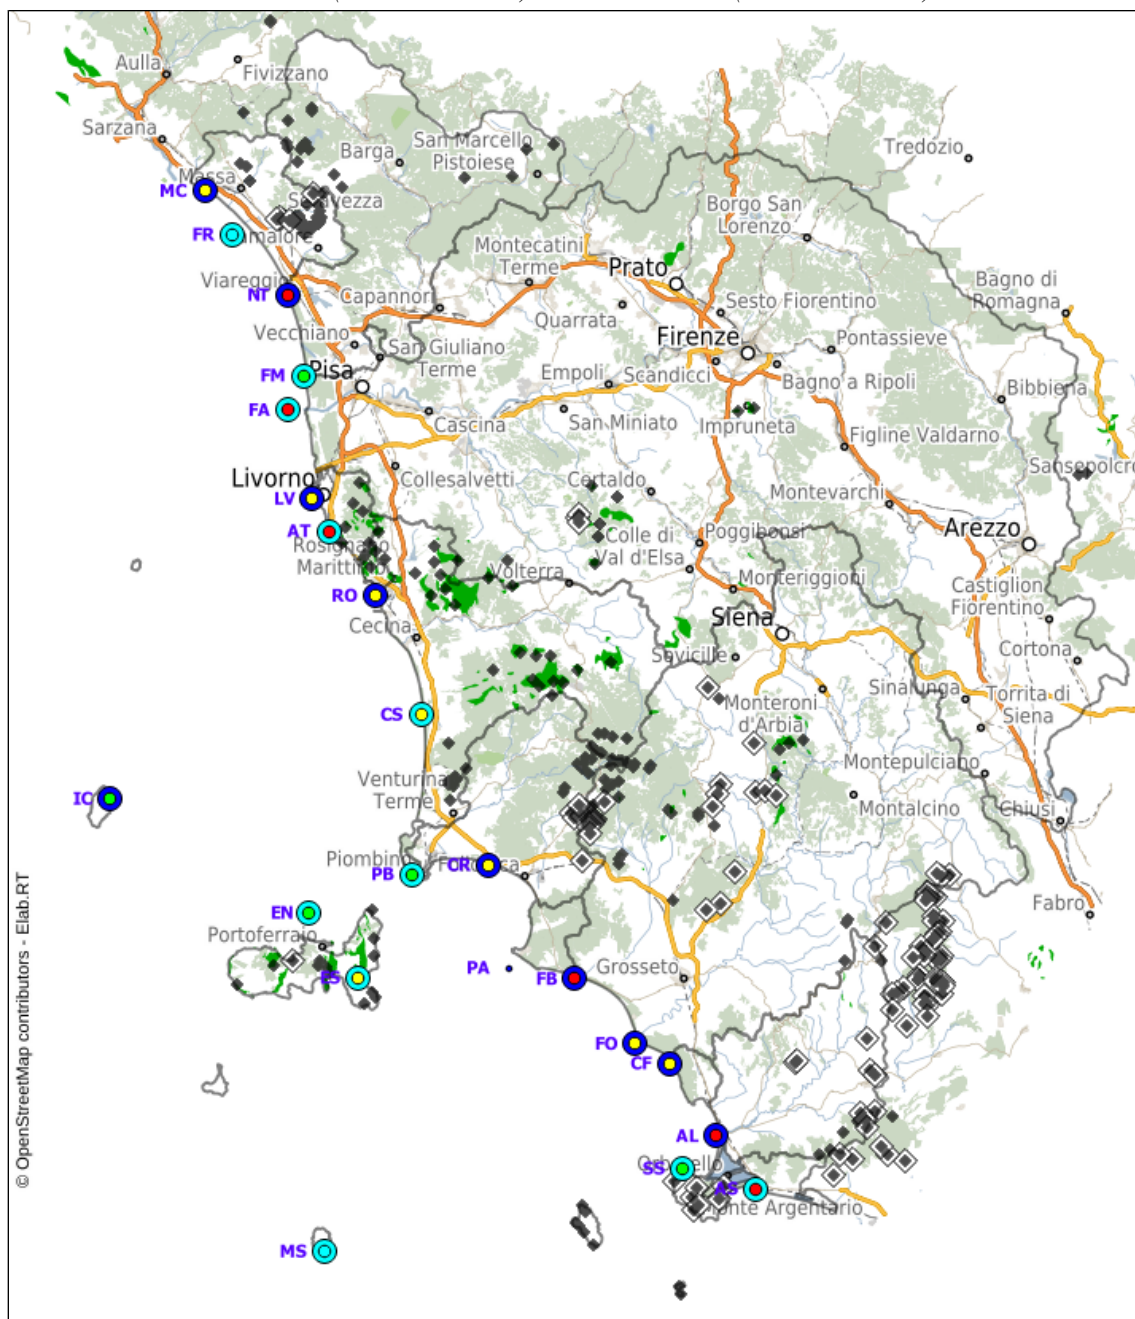 Aulla
Fivizzano
Sarzana
Barga
San Marcello
Pistoiese
Tredozio
Massa
MC
Borgo San
Lorenzo
FR
Montecatini
Terme
Prato
Bagno di
Romagna
Viareggio
NT
Capannori
Sesto Fiorentino
Quarrata
Vecchiano
Firenze
Pontassieve
San Giuliano
Terme
FM
Pisa
Empoli
Scandicci
Bagno a Ripoli
Bibbiena
FA
Cascina
San Miniato
Impruneta
Figline Valdarno
Livorno
Collesalvetti
Certaldo
Sansepolcro
LV
Montevarchi
AT
Rosignano
Marittimo
Colle di
Val d'Elsa
Poggibonsi
Arezzo
Volterra
Monteriggioni
Castiglion
Fiorentino
RO
Cecina
Siena
Sovicille
Cortona
Sinalunga
Torrita di
Siena
CS
Monteroni
d'Arbia
Montepulciano
Venturina
Terme
IC
Montalcino
Chiusi
Piombino
OR
PB
Fabro
EN
Portoferraio
ES
PA
FB
Grosseto
FO
CF
AL
SS
Orbetello
AS
Monte Argentario
MS
© OpenStreetMap contributors - Elab.RT